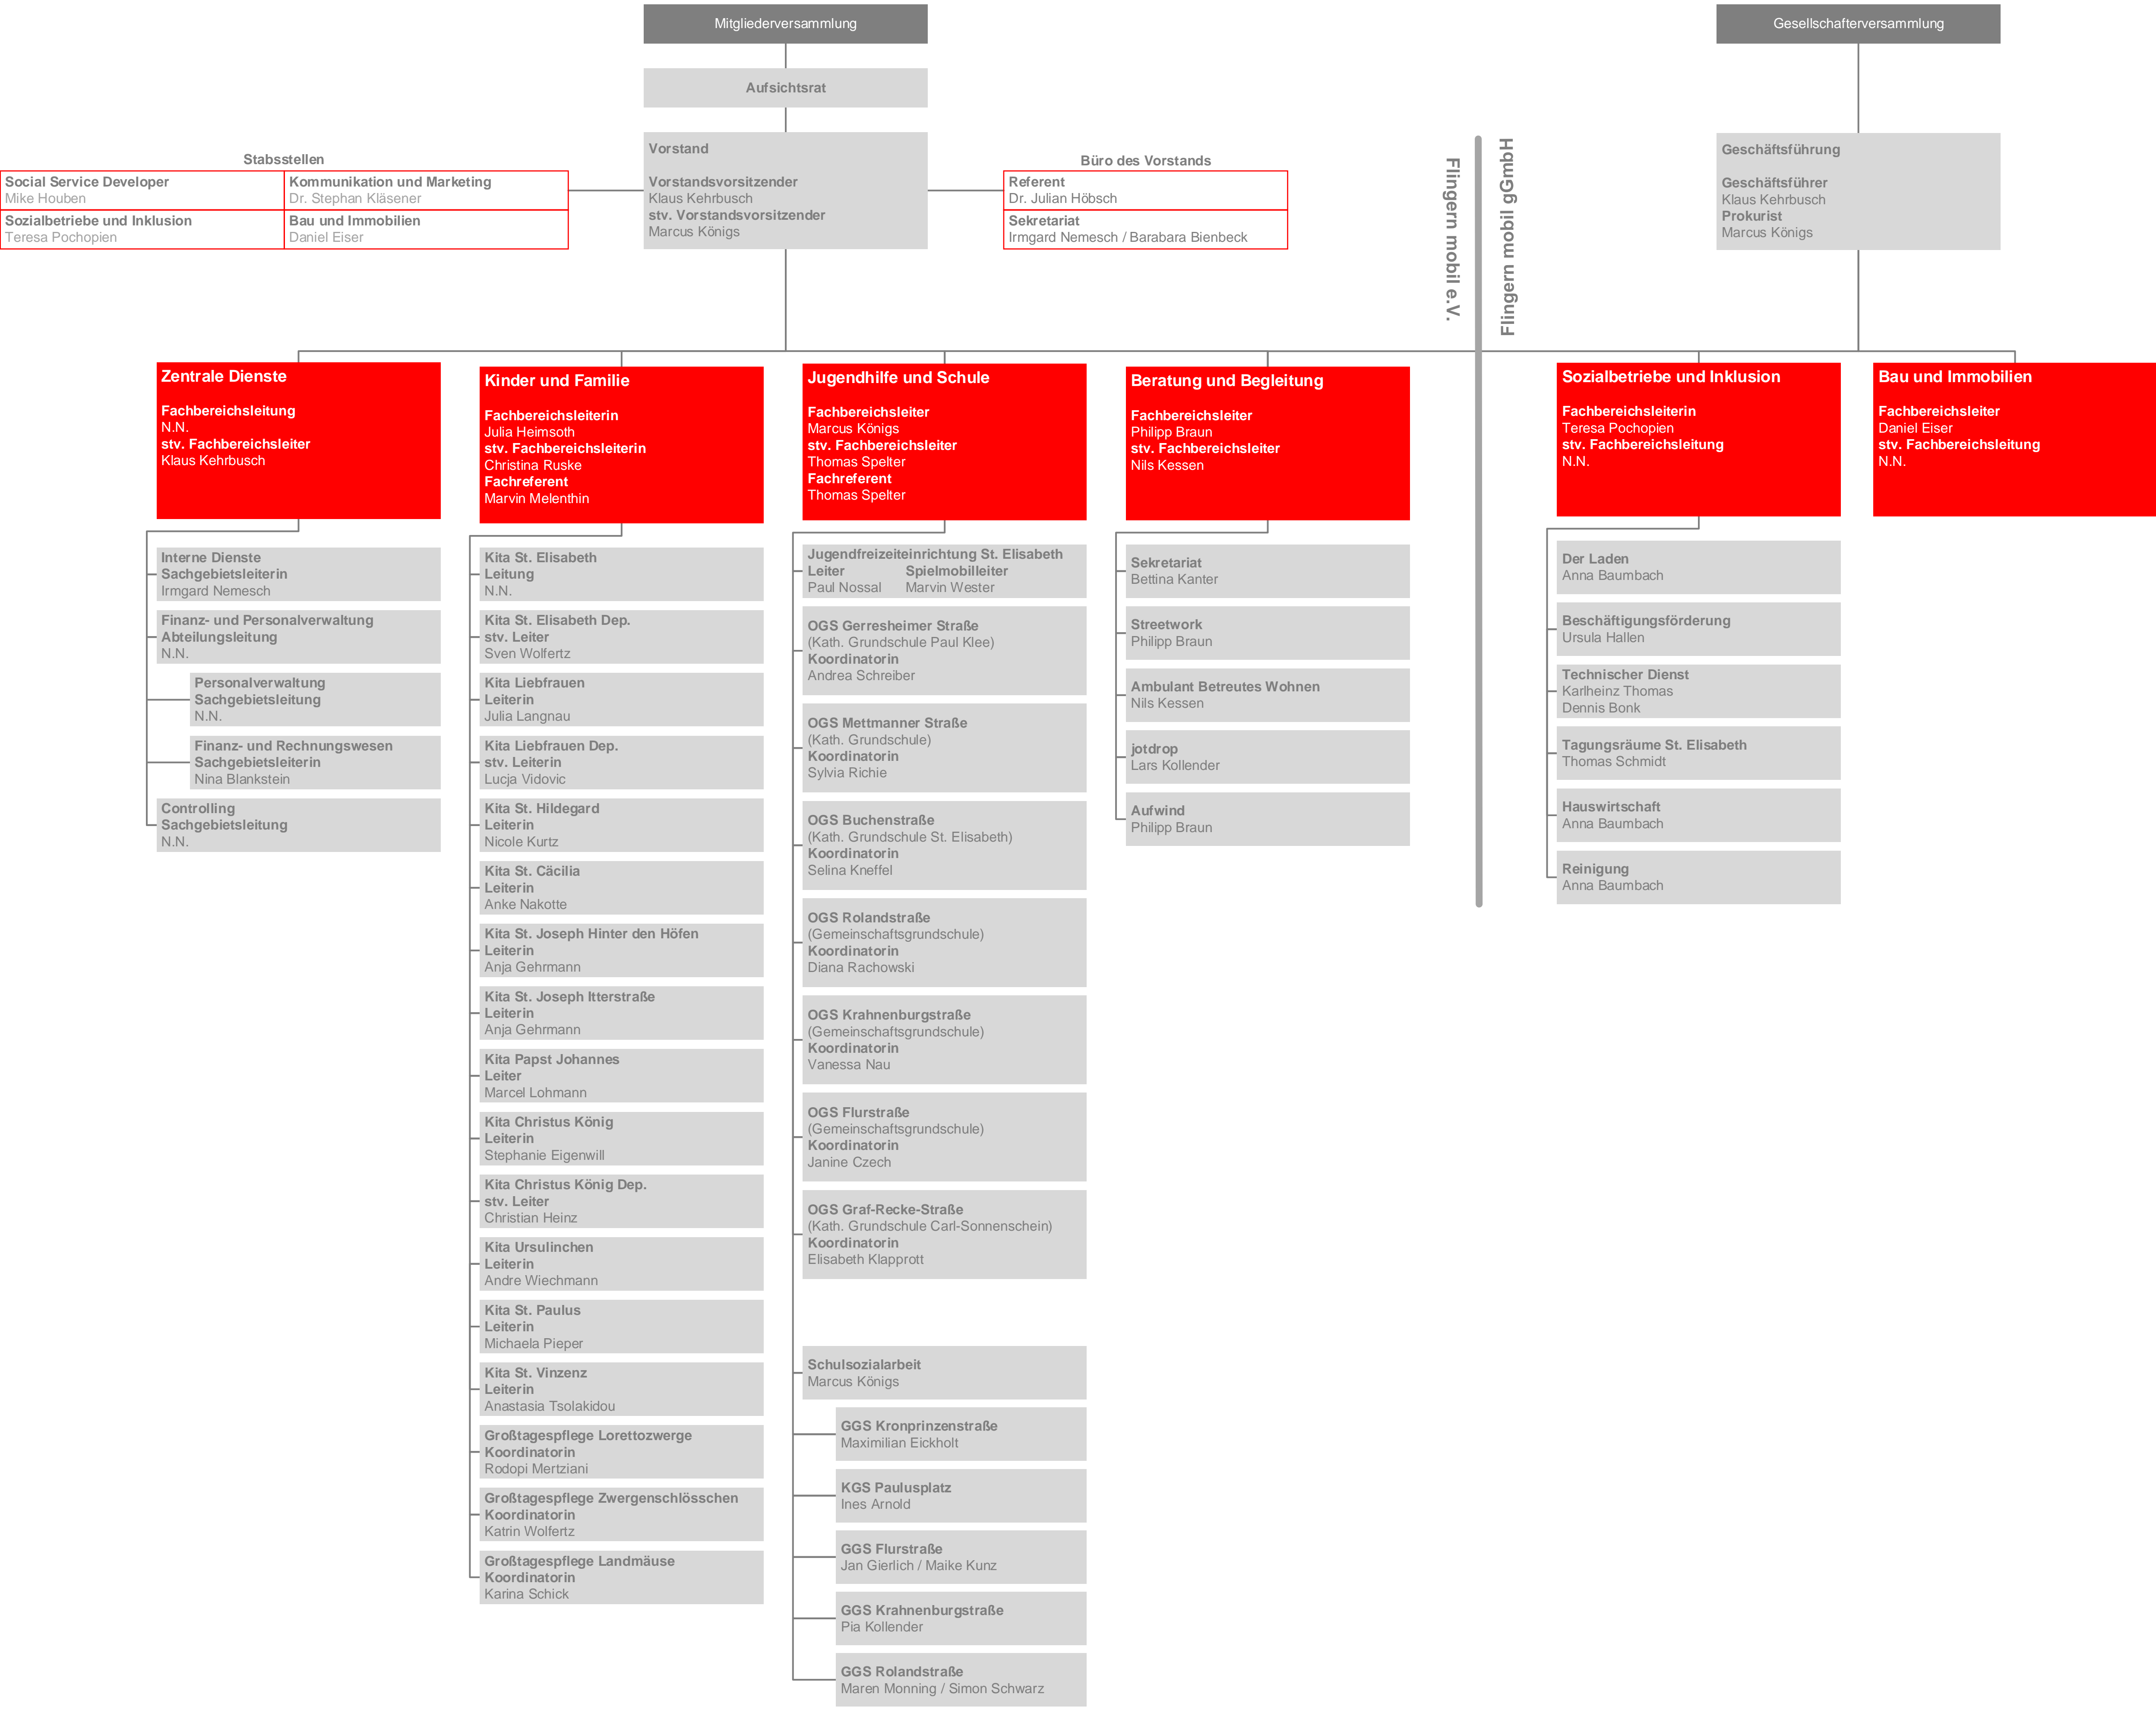 Mitgliederversammlung
Aufsichtsrat
Vorstand
Vorstandsvorsitzender
Klaus Kehrbusch
stv. Vorstandsvorsitzender
Marcus Königs
Stabsstellen
Social Service Developer
Mike Houben
Kommunikation und Marketing
Dr. Stephan Kläsener
Sozialbetriebe und Inklusion
Teresa Pochopien
Bau und Immobilien
Daniel Eiser
Büro des Vorstands
Referent
Dr. Julian Höbsch
Sekretariat
Irmgard Nemesch / Barabara Bienbeck
Flingern mobil e.V.
Flingern mobil gGmbH
Gesellschafterversammlung
Geschäftsführung
Geschäftsführer
Klaus Kehrbusch
Prokurist
Marcus Königs
Zentrale Dienste
Fachbereichsleitung
N.N.
stv. Fachbereichsleiter
Klaus Kehrbusch
Interne Dienste
Sachgebietsleiterin
Irmgard Nemesch
Finanz- und Personalverwaltung
Abteilungsleitung
N.N.
Personalverwaltung
Sachgebietsleitung
N.N.
Finanz- und Rechnungswesen
Sachgebietsleiterin
Nina Blankstein
Controlling
Sachgebietsleitung
N.N.
Kinder und Familie
Fachbereichsleiterin
Julia Heimsoth
stv. Fachbereichsleiterin
Christina Ruske
Fachreferent
Marvin Melenthin
Kita St. Elisabeth
Leitung
N.N.
Kita St. Elisabeth Dep.
stv. Leiter
Sven Wolfertz
Kita Liebfrauen
Leiterin
Julia Langnau
Kita Liebfrauen Dep.
stv. Leiterin
Lucja Vidovic
Kita St. Hildegard
Leiterin
Nicole Kurtz
Kita St. Cäcilia
Leiterin
Anke Nakotte
Kita St. Joseph Hinter den Höfen
Leiterin
Anja Gehrmann
Kita St. Joseph Itterstraße
Leiterin
Anja Gehrmann
Kita Papst Johannes
Leiter
Marcel Lohmann
Kita Christus König
Leiterin
Stephanie Eigenwill
Kita Christus König Dep.
stv. Leiter
Christian Heinz
Kita Ursulinchen
Leiterin
Andre Wiechmann
Kita St. Paulus
Leiterin
Michaela Pieper
Kita St. Vinzenz
Leiterin
Anastasia Tsolakidou
Großtagespflege Lorettozwerge
Koordinatorin
Rodopi Mertziani
Großtagespflege Zwergenschlösschen
Koordinatorin
Katrin Wolfertz
Großtagespflege Landmäuse
Koordinatorin
Karina Schick
Jugendhilfe und Schule
Fachbereichsleiter
Marcus Königs
stv. Fachbereichsleiter
Thomas Spelter
Fachreferent
Thomas Spelter
Jugendfreizeiteinrichtung St. Elisabeth
Leiter Spielmobilleiter
Paul Nossal Marvin Wester
OGS Gerresheimer Straße
(Kath. Grundschule Paul Klee)
Koordinatorin
Andrea Schreiber
OGS Mettmanner Straße
(Kath. Grundschule)
Koordinatorin
Sylvia Richie
OGS Buchenstraße
(Kath. Grundschule St. Elisabeth)
Koordinatorin
Selina Kneffel
OGS Rolandstraße
(Gemeinschaftsgrundschule)
Koordinatorin
Diana Rachowski
OGS Krahnenburgstraße
(Gemeinschaftsgrundschule)
Koordinatorin
Vanessa Nau
OGS Flurstraße
(Gemeinschaftsgrundschule)
Koordinatorin
Janine Czech
OGS Graf-Recke-Straße
(Kath. Grundschule Carl-Sonnenschein)
Koordinatorin
Elisabeth Klapprott
Schulsozialarbeit
Marcus Königs
GGS Kronprinzenstraße
Maximilian Eickholt
KGS Paulusplatz
Ines Arnold
GGS Flurstraße
Jan Gierlich / Maike Kunz
GGS Krahnenburgstraße
Pia Kollender
GGS Rolandstraße
Maren Monning / Simon Schwarz
Beratung und Begleitung
Fachbereichsleiter
Philipp Braun
stv. Fachbereichsleiter
Nils Kessen
Sekretariat
Bettina Kanter
Streetwork
Philipp Braun
Ambulant Betreutes Wohnen
Nils Kessen
jotdrop
Lars Kollender
Aufwind
Philipp Braun
Sozialbetriebe und Inklusion
Fachbereichsleiterin
Teresa Pochopien
stv. Fachbereichsleitung
N.N.
Der Laden
Anna Baumbach
Beschäftigungsförderung
Ursula Hallen
Technischer Dienst
Karlheinz Thomas
Dennis Bonk
Tagungsräume St. Elisabeth
Thomas Schmidt
Hauswirtschaft
Anna Baumbach
Reinigung
Anna Baumbach
Bau und Immobilien
Fachbereichsleiter
Daniel Eiser
stv. Fachbereichsleitung
N.N.